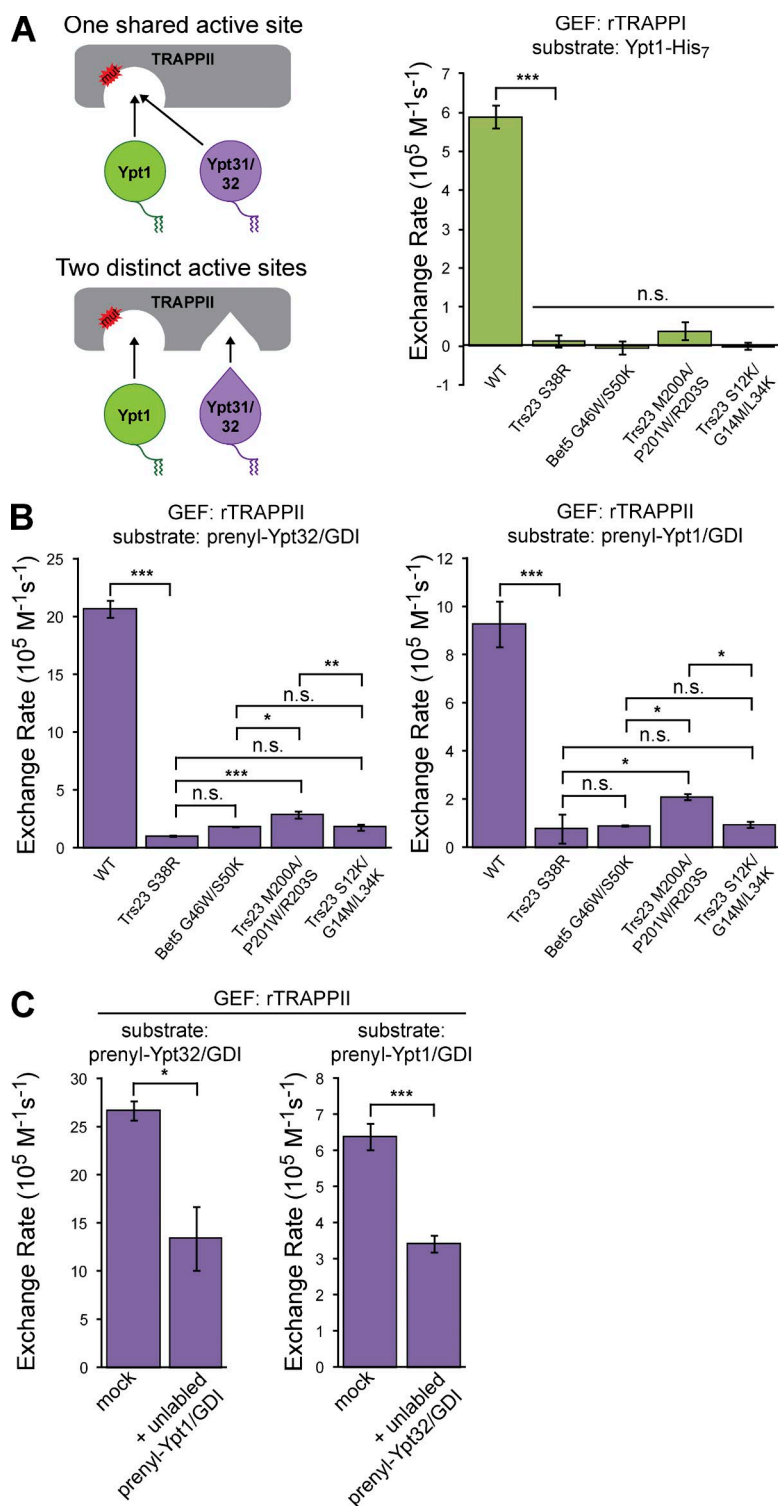 A
One shared active site
TRAPPII
mut
Ypt1
Ypt31/
32
Two distinct active sites
TRAPPII
mut
Ypt1
Ypt31/
32
GEF: rTRAPPI
substrate: Ypt1-His7
Exchange Rate (10^5 M^-1s^-1)
7
6
5
4
3
2
1
0
-1
***
n.s.
WT
Trs23 S38R
Bet5 G46W/S50K
Trs23 M200A/
P201W/R203S
Trs23 S12K/
G14M/L34K
B
GEF: rTRAPPII
substrate: prenyl-Ypt32/GDI
Exchange Rate (10^5 M^-1s^-1)
25
20
15
10
5
0
***
**
n.s.
*
n.s.
***
n.s.
WT
Trs23 S38R
Bet5 G46W/S50K
Trs23 M200A/
P201W/R203S
Trs23 S12K/
G14M/L34K
GEF: rTRAPPII
substrate: prenyl-Ypt1/GDI
Exchange Rate (10^5 M^-1s^-1)
12
10
8
6
4
2
0
***
*
n.s.
*
n.s.
*
n.s.
WT
Trs23 S38R
Bet5 G46W/S50K
Trs23 M200A/
P201W/R203S
Trs23 S12K/
G14M/L34K
C
GEF: rTRAPPII
substrate:
prenyl-Ypt32/GDI
Exchange Rate (10^5 M^-1s^-1)
30
25
20
15
10
5
0
*
mock
+ unlabled
prenyl-Ypt1/GDI
substrate:
prenyl-Ypt1/GDI
Exchange Rate (10^5 M^-1s^-1)
8
7
6
5
4
3
2
1
0
***
mock
+ unlabled
prenyl-Ypt32/GDI